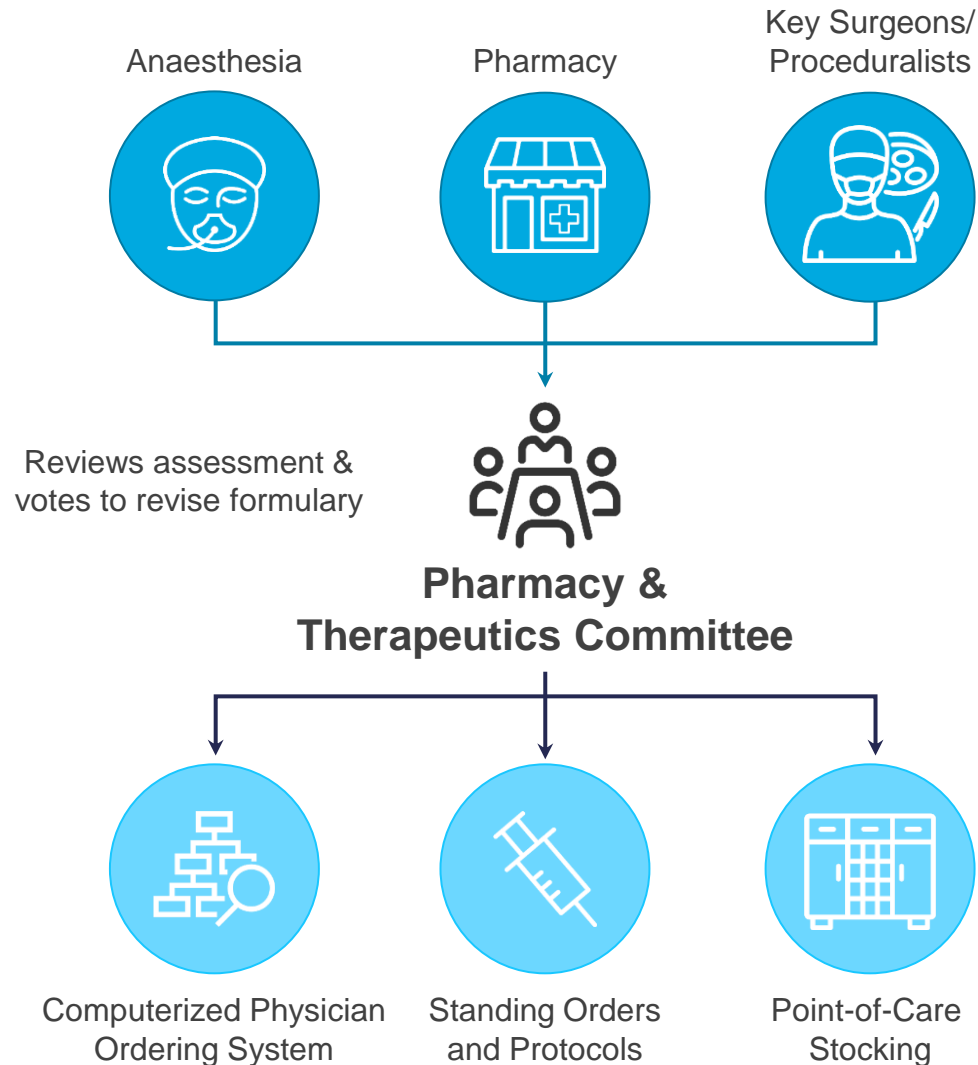 Anaesthesia
Pharmacy
Key Surgeons/
Proceduralists
Reviews assessment &
votes to revise formulary
Pharmacy &
Therapeutics Committee
Computerized Physician
Ordering System
Standing Orders
and Protocols
Point-of-Care
Stocking